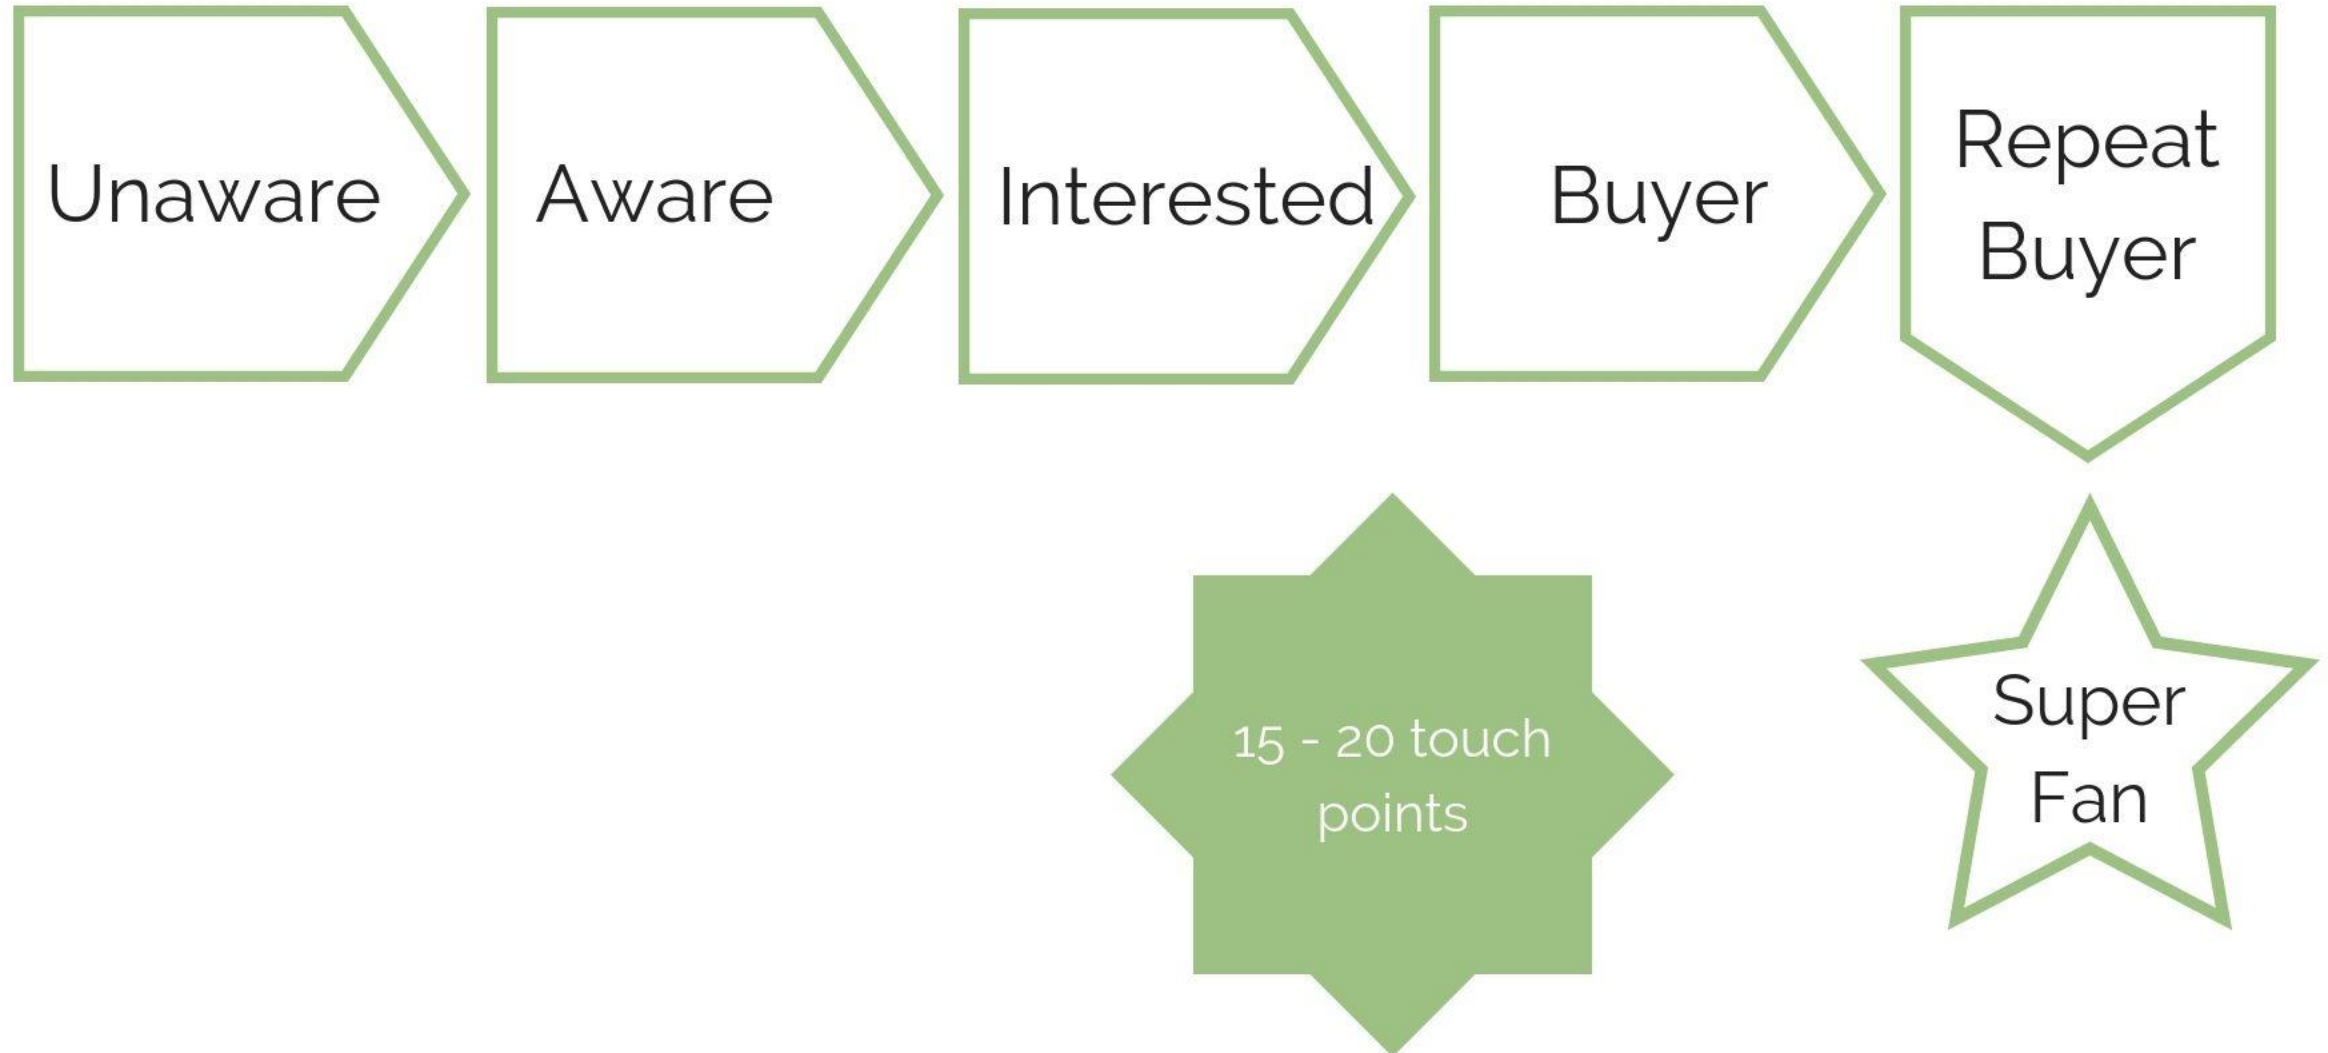 Unaware
Aware
Interested
Buyer
Repeat
Buyer
15 - 20 touch
points
Super
Fan